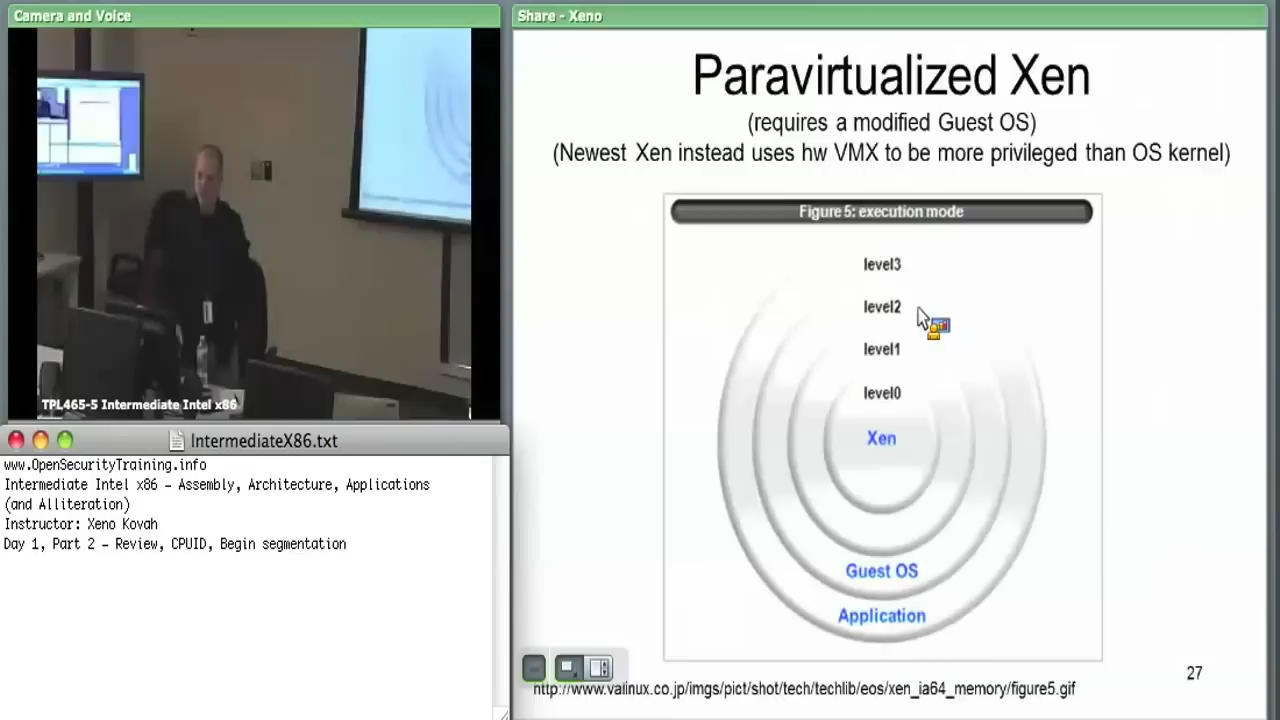 Camera and Voice
TPL465-5 Intermediate Intel x86
IntermediateX86.txt
www.OpenSecurityTraining.info
Intermediate Intel x86 – Assembly, Architecture, Applications
(and Alliteration)
Instructor: Xeno Kovah
Day 1, Part 2 – Review, CPUID, Begin segmentation
Share - Xeno
Paravirtualized Xen
(requires a modified Guest OS)
(Newest Xen instead uses hw VMX to be more privileged than OS kernel)
Figure 5: execution mode
level3
level2
level1
level0
Xen
Guest OS
Application
27
http://www.valinux.co.jp/imgs/pict/shot/tech/techlib/eos/xen_ia64_memory/figure5.gif